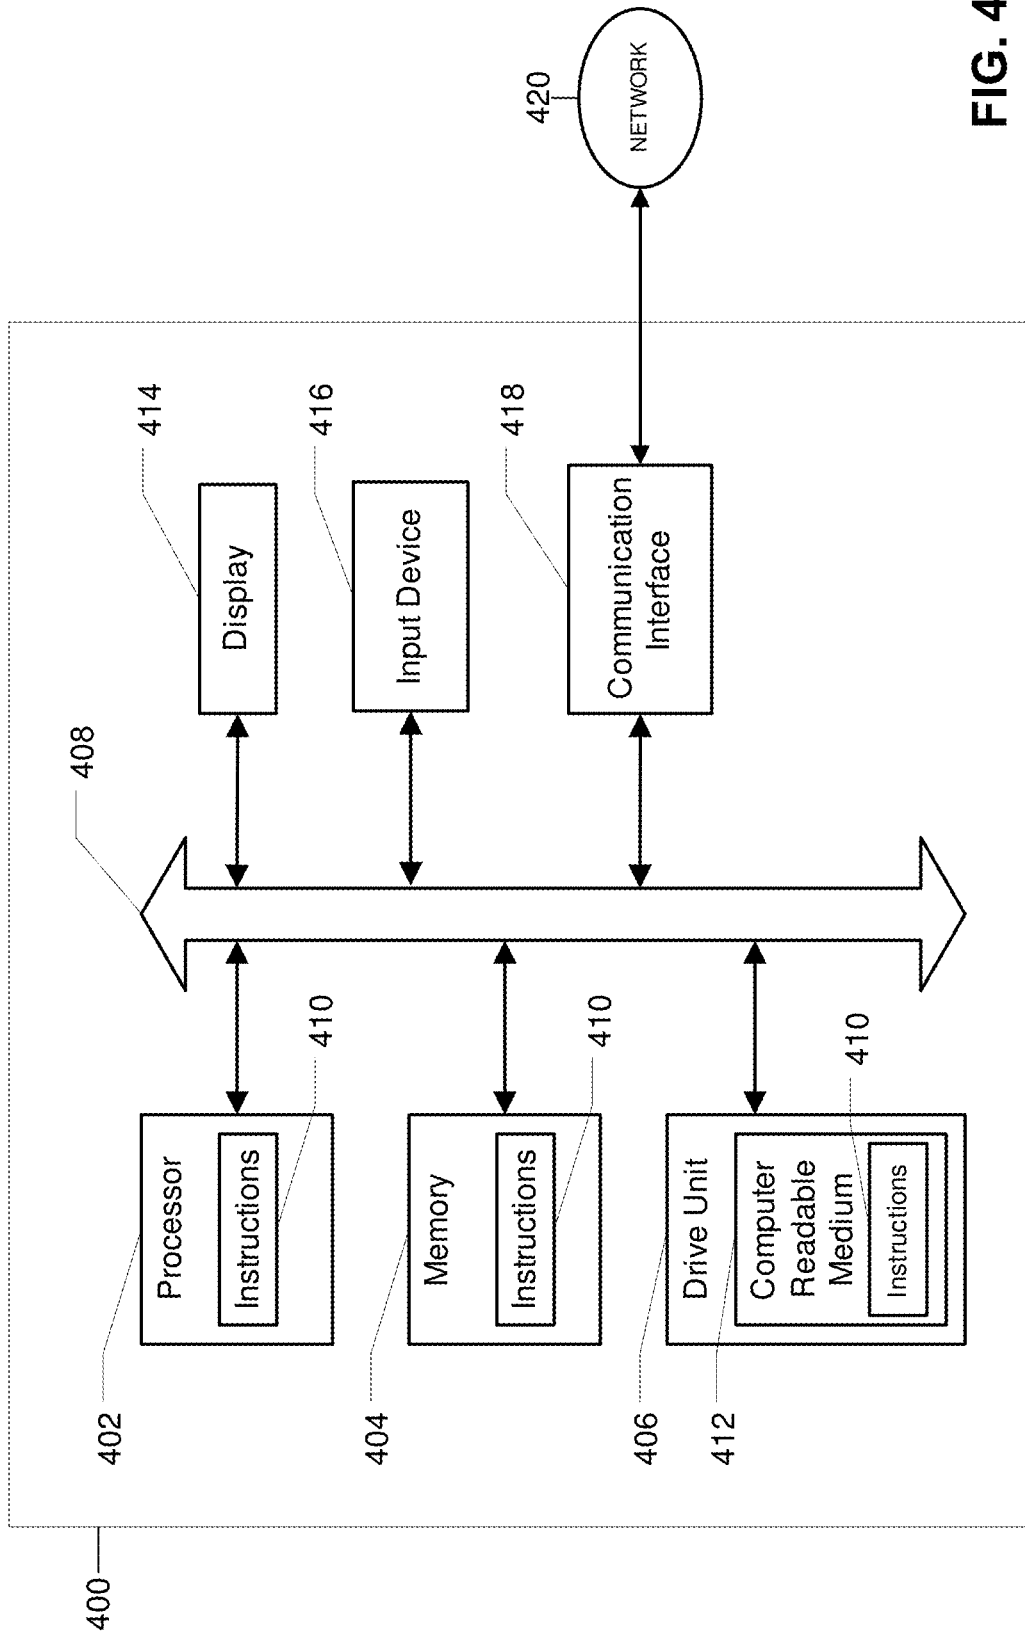 400
402
Processor
Instructions
410
404
Memory
Instructions
410
406
412
Drive Unit
Computer
Readable
Medium
Instructions
410
408
414
Display
416
Input Device
418
Communication
Interface
420
NETWORK
FIG. 4